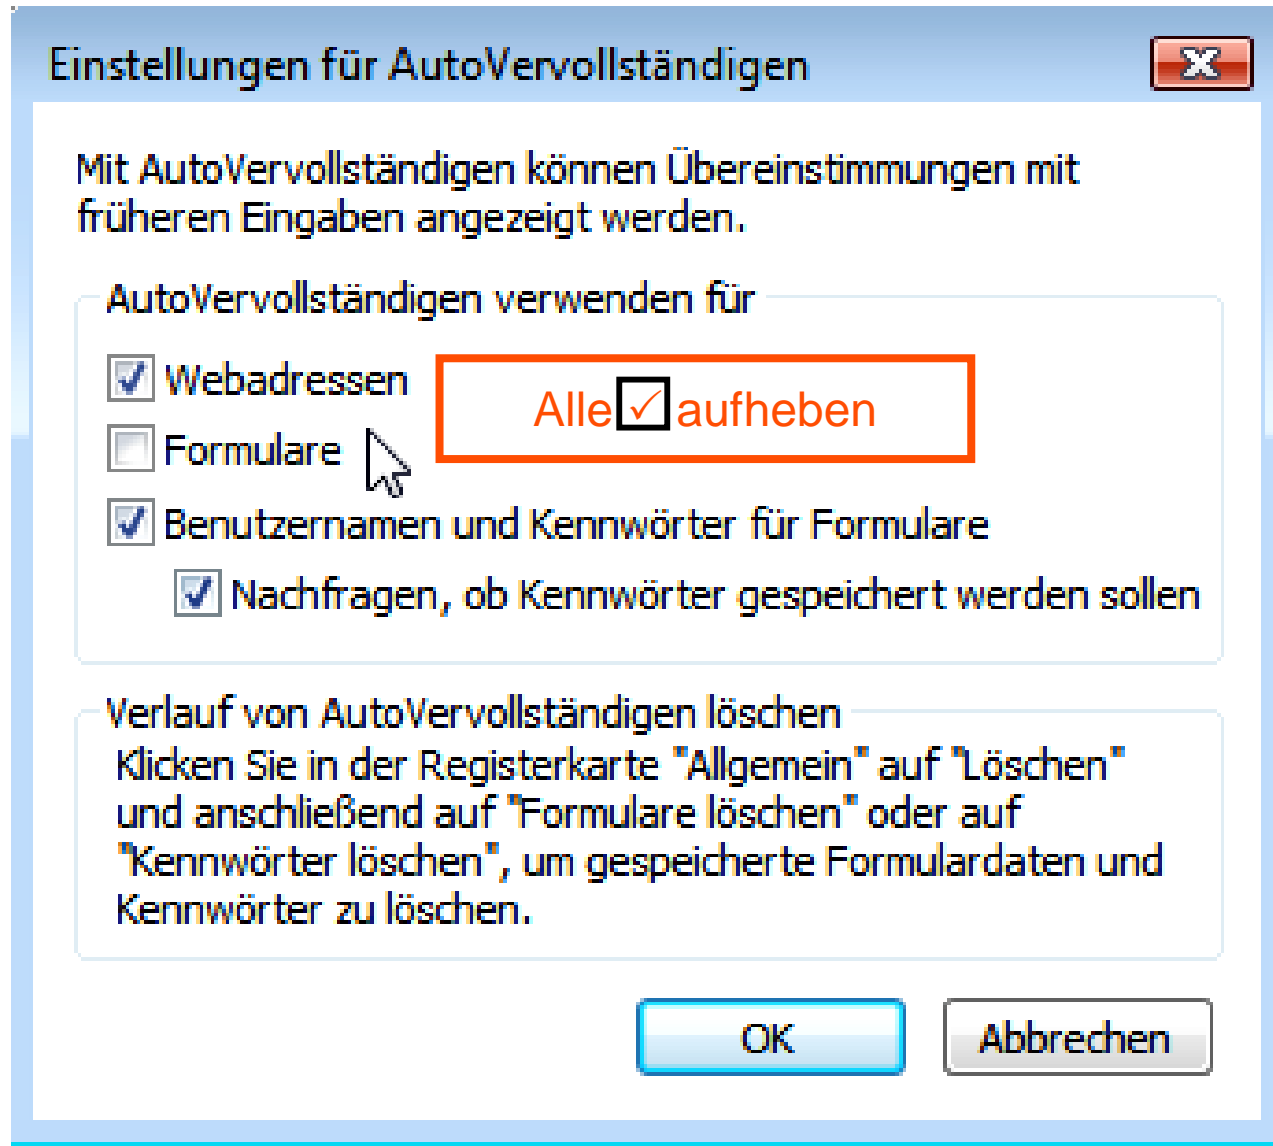 Einstellungen für AutoVervollständigen
Mit AutoVervollständigen können Übereinstimmungen mit
früheren Eingaben angezeigt werden.
AutoVervollständigen verwenden für
Webadressen
Alle ☑ aufheben
Formulare
Benutzernamen und Kennwörter für Formulare
Nachfragen, ob Kennwörter gespeichert werden sollen
Verlauf von AutoVervollständigen löschen
Klicken Sie in der Registerkarte "Allgemein" auf "Löschen"
und anschließend auf "Formulare löschen" oder auf
"Kennwörter löschen", um gespeicherte Formulardaten und
Kennwörter zu löschen.
OK
Abbrechen